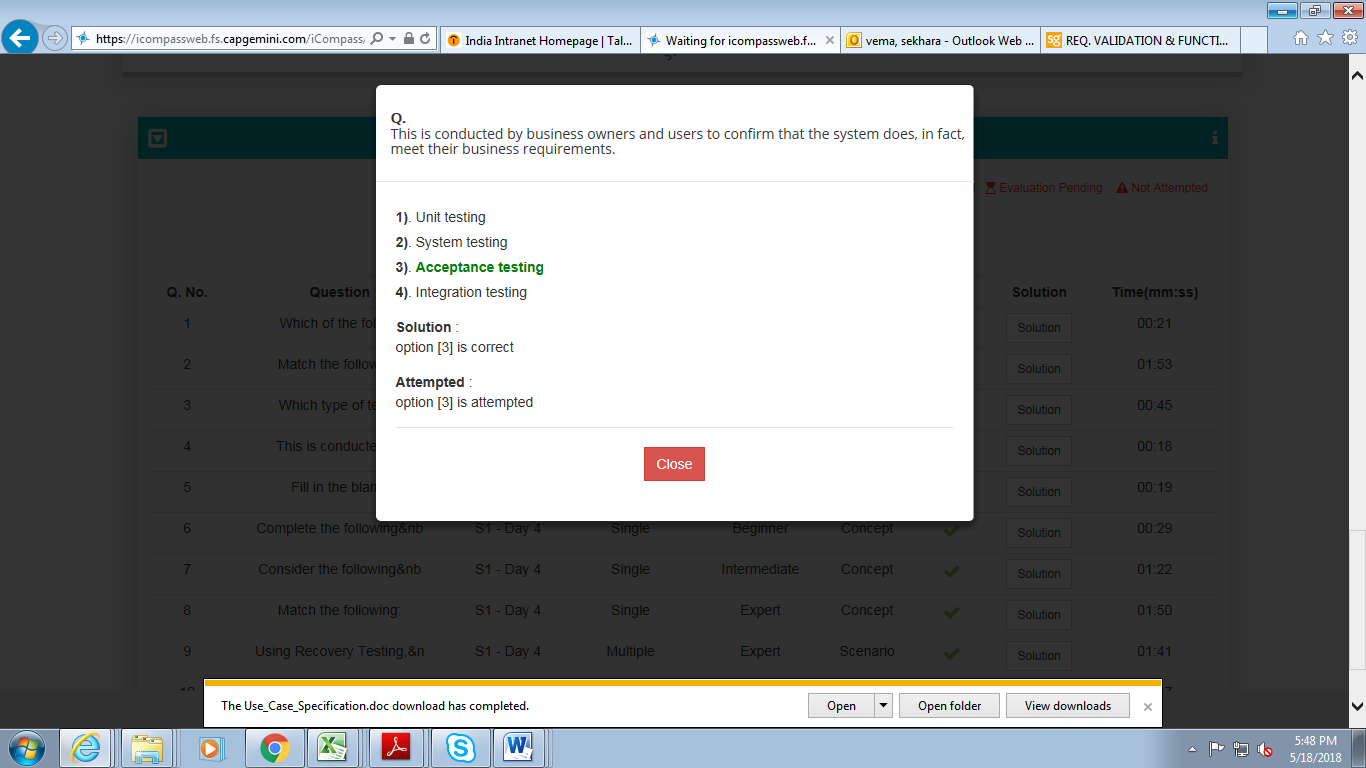 https://icompassweb.fs.capgemini.com/iCompass/
India Intranet Homepage | Tal...
Waiting for icompassweb.f...
vema, sekhara - Outlook Web ...
REQ. VALIDATION & FUNCTI...
Q.
This is conducted by business owners and users to confirm that the system does, in fact,
meet their business requirements.
Evaluation Pending Not Attempted
1). Unit testing
2). System testing
3). Acceptance testing
4). Integration testing
Solution :
option [3] is correct
Attempted :
option [3] is attempted
Close
Q. No. Question Solution Time(mm:ss)
1 Which of the fol Solution 00:21
2 Match the follow Solution 01:53
3 Which type of te Solution 00:45
4 This is conducte Solution 00:18
5 Fill in the blan Solution 00:19
6 Complete the following&nb S1 - Day 4 Single Beginner Concept Solution 00:29
7 Consider the following&nb S1 - Day 4 Single Intermediate Concept Solution 01:22
8 Match the following: S1 - Day 4 Single Expert Concept Solution 01:50
9 Using Recovery Testing,&n S1 - Day 4 Multiple Expert Scenario Solution 01:41
The Use_Case_Specification.doc download has completed.
Open
Open folder
View downloads
5:48 PM
5/18/2018